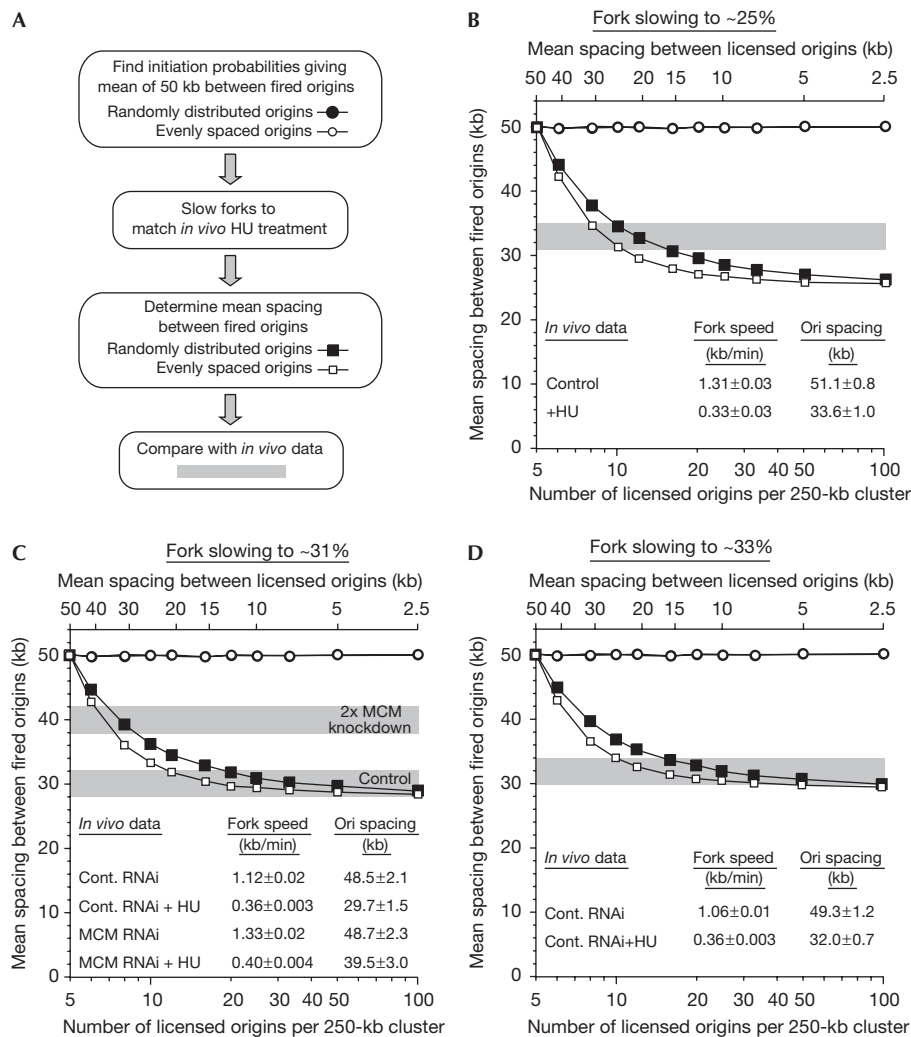 A
Find initiation probabilities giving
mean of 50 kb between fired origins
Randomly distributed origins
Evenly spaced origins
Slow forks to
match in vivo HU treatment
Determine mean spacing
between fired origins
Randomly distributed origins
Evenly spaced origins
Compare with in vivo data
B
Fork slowing to ~25%
Mean spacing between licensed origins (kb)
50 40 30 20 15 10 5 2.5
Mean spacing between fired origins (kb)
50
40
30
20
10
0
In vivo data Fork speed Ori spacing
(kb/min) (kb)
Control 1.31±0.03 51.1±0.8
+HU 0.33±0.03 33.6±1.0
5 10 20 30 40 50 100
Number of licensed origins per 250-kb cluster
C
Fork slowing to ~31%
Mean spacing between licensed origins (kb)
50 40 30 20 15 10 5 2.5
Mean spacing between fired origins (kb)
50
40
30
20
10
0
2x MCM
knockdown
Control
In vivo data Fork speed Ori spacing
(kb/min) (kb)
Cont. RNAi 1.12±0.02 48.5±2.1
Cont. RNAi + HU 0.36±0.003 29.7±1.5
MCM RNAi 1.33±0.02 48.7±2.3
MCM RNAi + HU 0.40±0.004 39.5±3.0
5 10 20 30 40 50 100
Number of licensed origins per 250-kb cluster
D
Fork slowing to ~33%
Mean spacing between licensed origins (kb)
50 40 30 20 15 10 5 2.5
Mean spacing between fired origins (kb)
50
40
30
20
10
0
In vivo data Fork speed Ori spacing
(kb/min) (kb)
Cont. RNAi 1.06±0.01 49.3±1.2
Cont. RNAi+HU 0.36±0.003 32.0±0.7
5 10 20 30 40 50 100
Number of licensed origins per 250-kb cluster